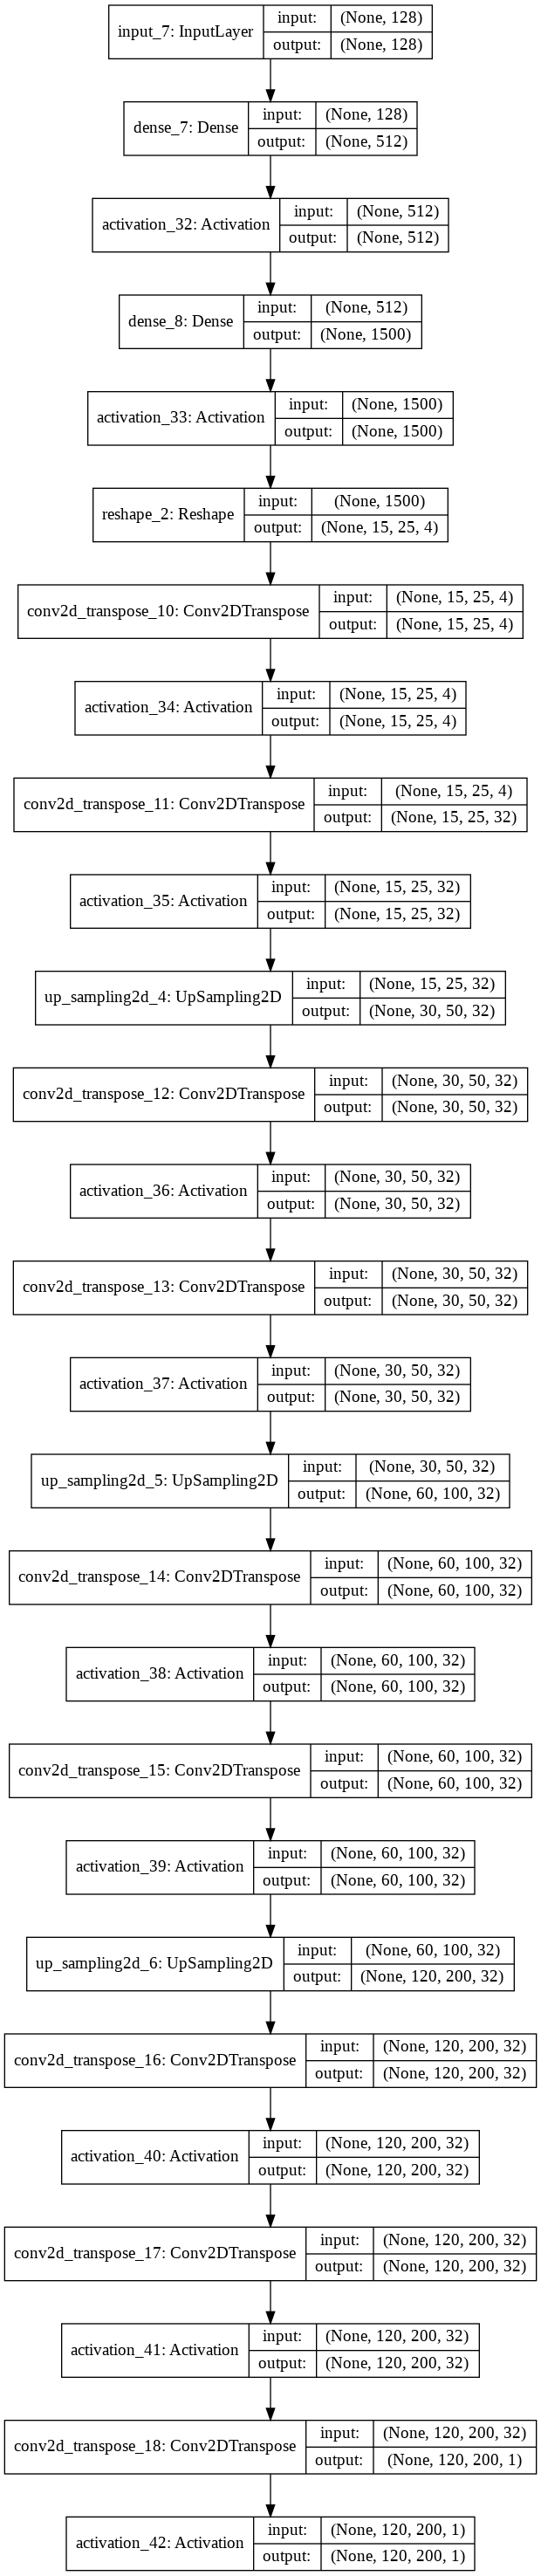 input_7: InputLayer
input: (None, 128)
output: (None, 128)
dense_7: Dense
input: (None, 128)
output: (None, 512)
activation_32: Activation
input: (None, 512)
output: (None, 512)
dense_8: Dense
input: (None, 512)
output: (None, 1500)
activation_33: Activation
input: (None, 1500)
output: (None, 1500)
reshape_2: Reshape
input: (None, 1500)
output: (None, 15, 25, 4)
conv2d_transpose_10: Conv2DTranspose
input: (None, 15, 25, 4)
output: (None, 15, 25, 4)
activation_34: Activation
input: (None, 15, 25, 4)
output: (None, 15, 25, 4)
conv2d_transpose_11: Conv2DTranspose
input: (None, 15, 25, 4)
output: (None, 15, 25, 32)
activation_35: Activation
input: (None, 15, 25, 32)
output: (None, 15, 25, 32)
up_sampling2d_4: UpSampling2D
input: (None, 15, 25, 32)
output: (None, 30, 50, 32)
conv2d_transpose_12: Conv2DTranspose
input: (None, 30, 50, 32)
output: (None, 30, 50, 32)
activation_36: Activation
input: (None, 30, 50, 32)
output: (None, 30, 50, 32)
conv2d_transpose_13: Conv2DTranspose
input: (None, 30, 50, 32)
output: (None, 30, 50, 32)
activation_37: Activation
input: (None, 30, 50, 32)
output: (None, 30, 50, 32)
up_sampling2d_5: UpSampling2D
input: (None, 30, 50, 32)
output: (None, 60, 100, 32)
conv2d_transpose_14: Conv2DTranspose
input: (None, 60, 100, 32)
output: (None, 60, 100, 32)
activation_38: Activation
input: (None, 60, 100, 32)
output: (None, 60, 100, 32)
conv2d_transpose_15: Conv2DTranspose
input: (None, 60, 100, 32)
output: (None, 60, 100, 32)
activation_39: Activation
input: (None, 60, 100, 32)
output: (None, 60, 100, 32)
up_sampling2d_6: UpSampling2D
input: (None, 60, 100, 32)
output: (None, 120, 200, 32)
conv2d_transpose_16: Conv2DTranspose
input: (None, 120, 200, 32)
output: (None, 120, 200, 32)
activation_40: Activation
input: (None, 120, 200, 32)
output: (None, 120, 200, 32)
conv2d_transpose_17: Conv2DTranspose
input: (None, 120, 200, 32)
output: (None, 120, 200, 32)
activation_41: Activation
input: (None, 120, 200, 32)
output: (None, 120, 200, 32)
conv2d_transpose_18: Conv2DTranspose
input: (None, 120, 200, 32)
output: (None, 120, 200, 1)
activation_42: Activation
input: (None, 120, 200, 1)
output: (None, 120, 200, 1)